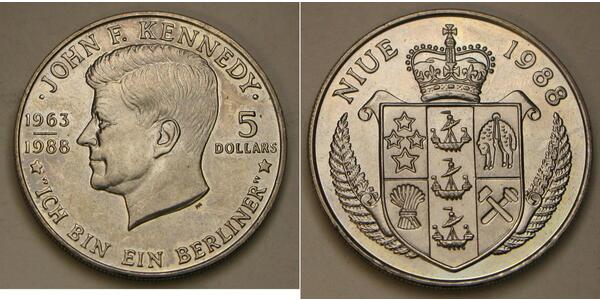 · JOHN F. KENNEDY ·
1963
1988
5
DOLLARS
"ICH BIN EIN BERLINER"
NIUE 1988